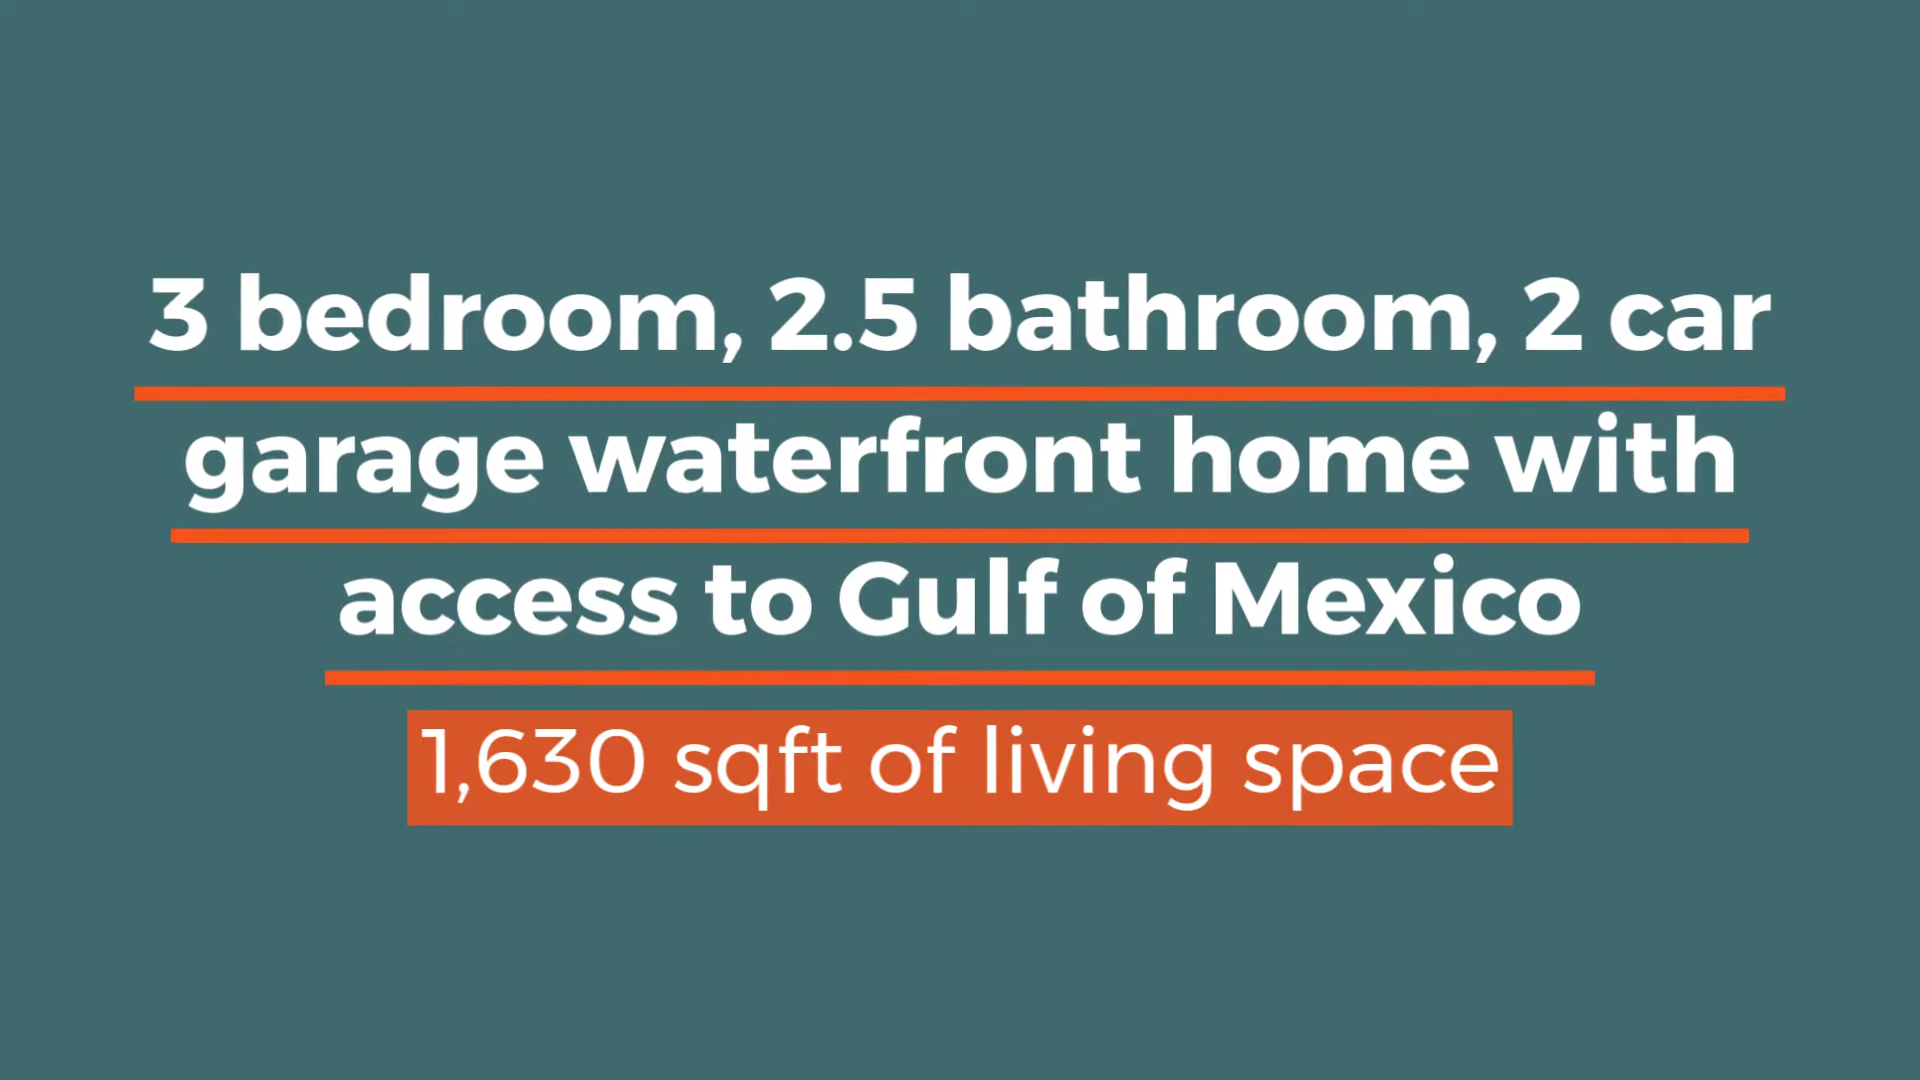 3 bedroom, 2.5 bathroom, 2 car
garage waterfront home with
access to Gulf of Mexico
1,630 sqft of living space